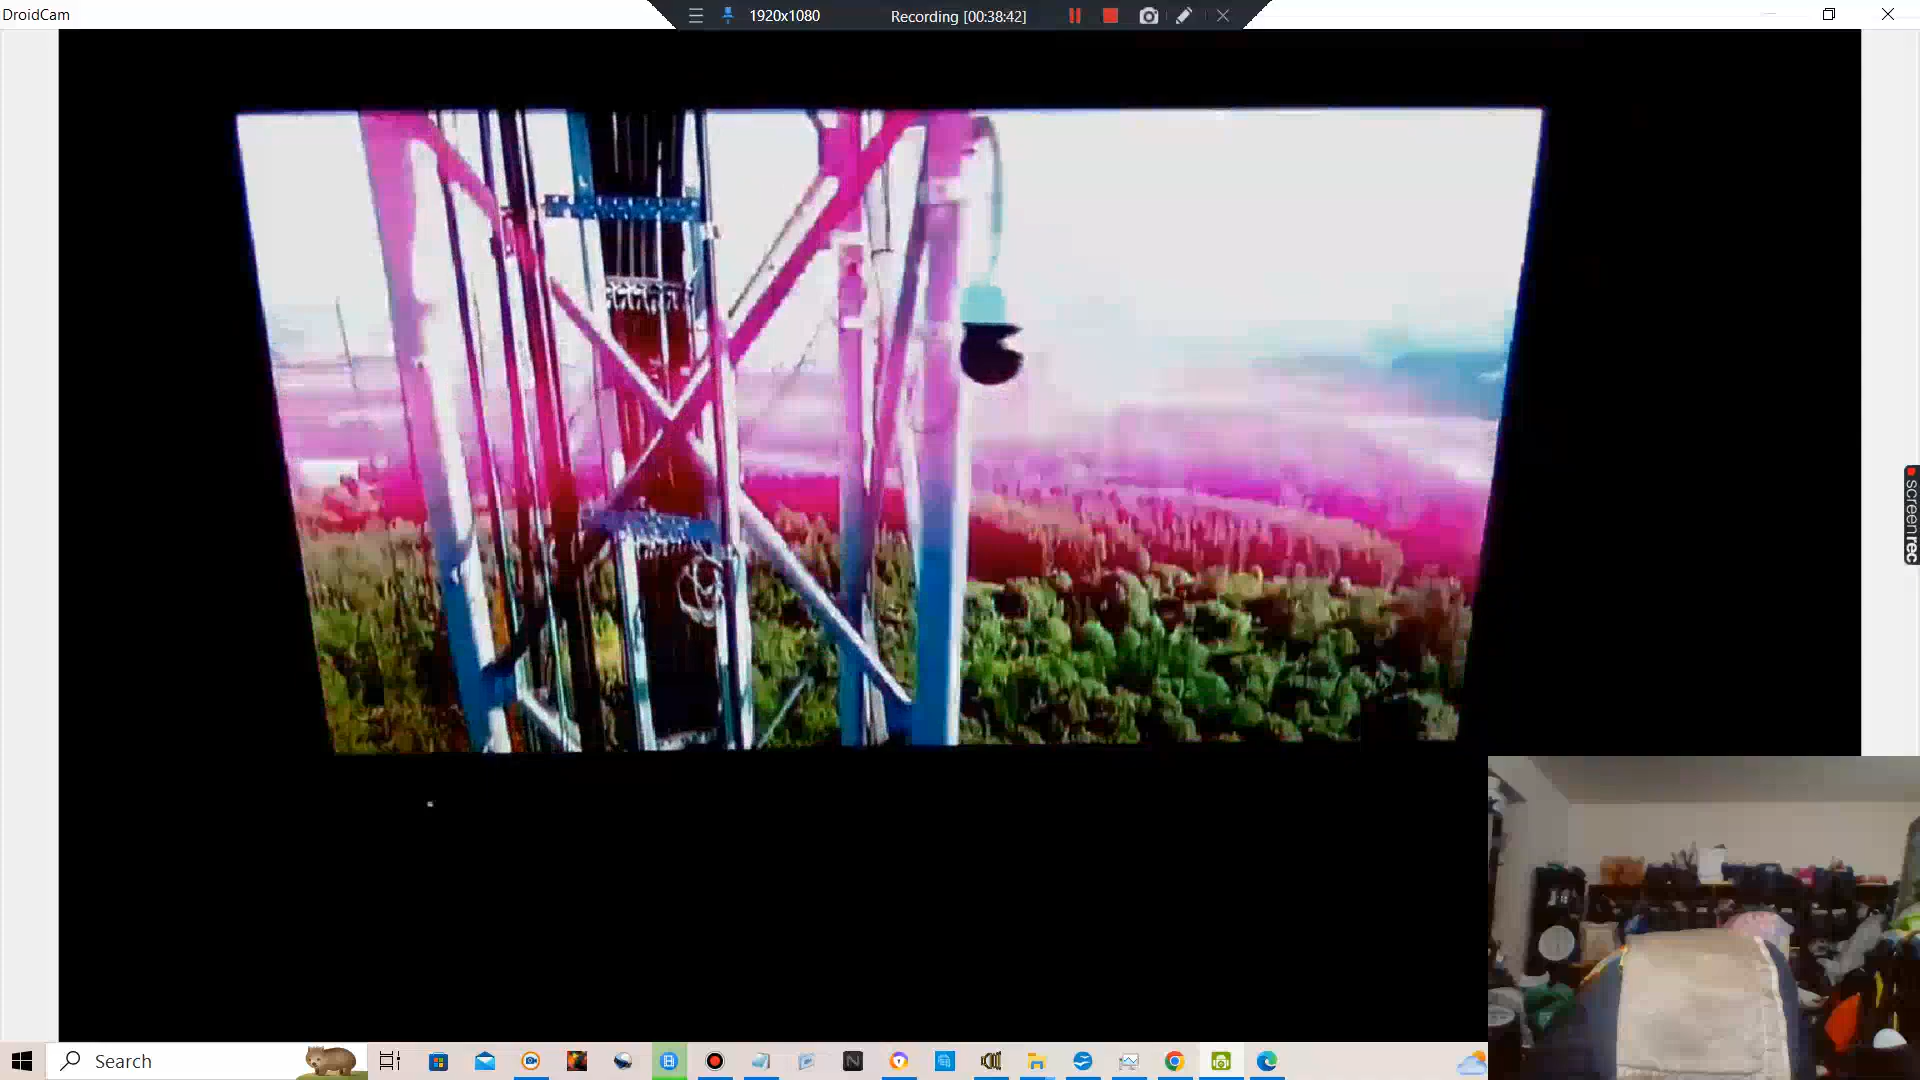 DroidCam
1920x1080
Recording [00:38:42]
screenrec
Search